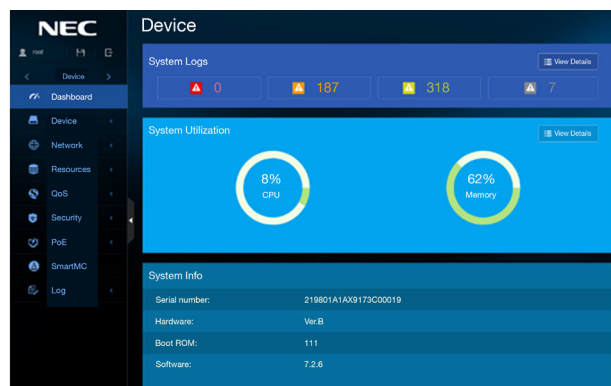 NEC
Device
root
Device
Dashboard
Device
Network
Resources
QoS
Security
PoE
SmartMC
Log
System Logs
View Details
0
187
318
7
System Utilization
View Details
8%
CPU
62%
Memory
System Info
Serial number: 219801A1AX9173C00019
Hardware: Ver.B
Boot ROM: 111
Software: 7.2.6